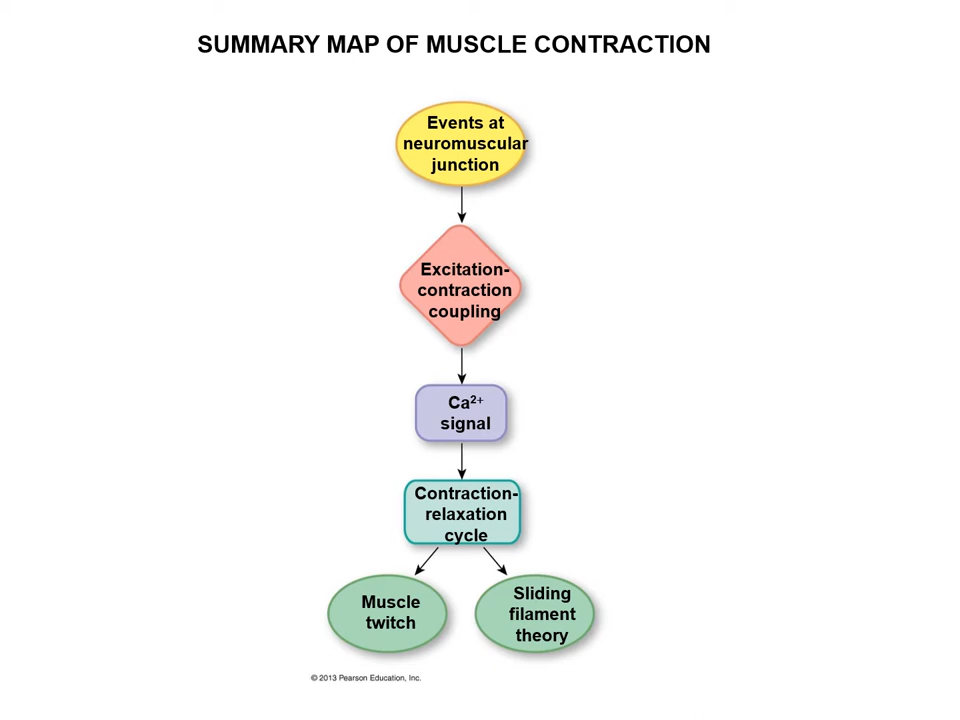 SUMMARY MAP OF MUSCLE CONTRACTION
Events at
neuromuscular
junction
Excitation-
contraction
coupling
Ca²⁺
signal
Contraction-
relaxation
cycle
Muscle
twitch
Sliding
filament
theory
© 2013 Pearson Education, Inc.